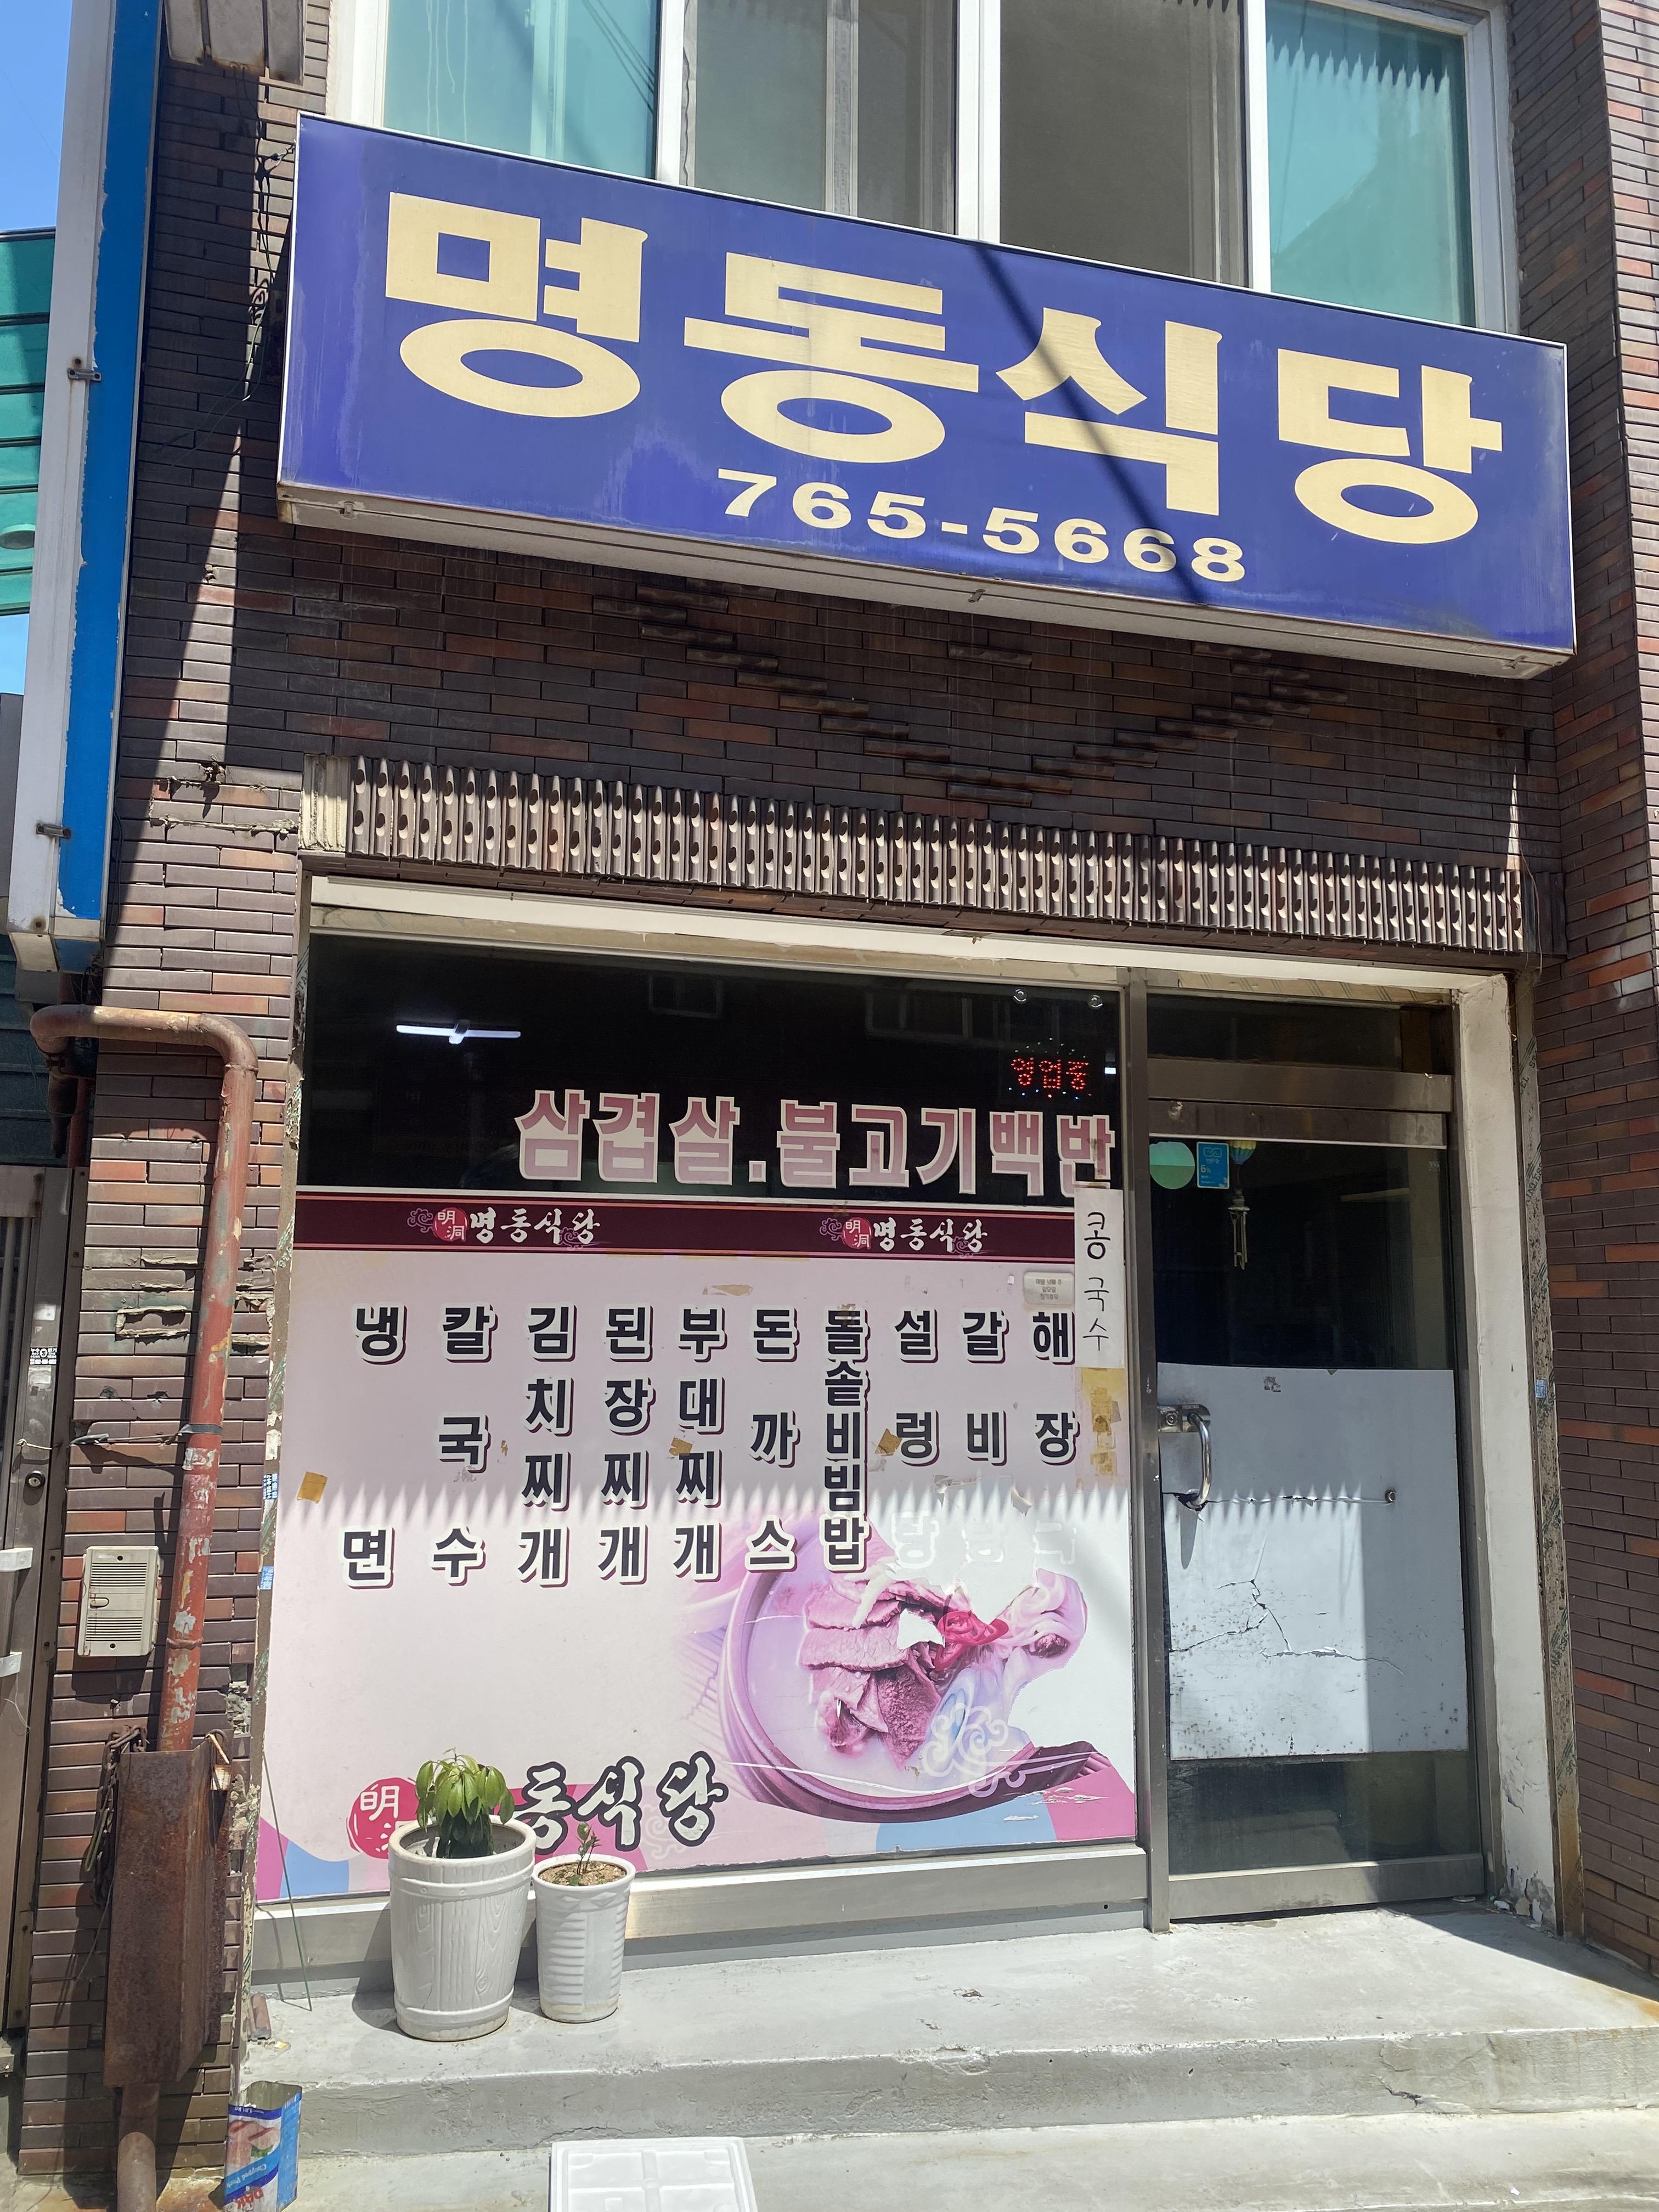 명동식당
765-5668
영업중
삼겹살.불고기백반
明洞 명동식당
明洞 명동식당
콩국수
냉면
칼국수
김치찌개
된장찌개
부대찌개
돈까스
돌솥비빔밥
설렁탕
갈비탕
해장국
明
동식당